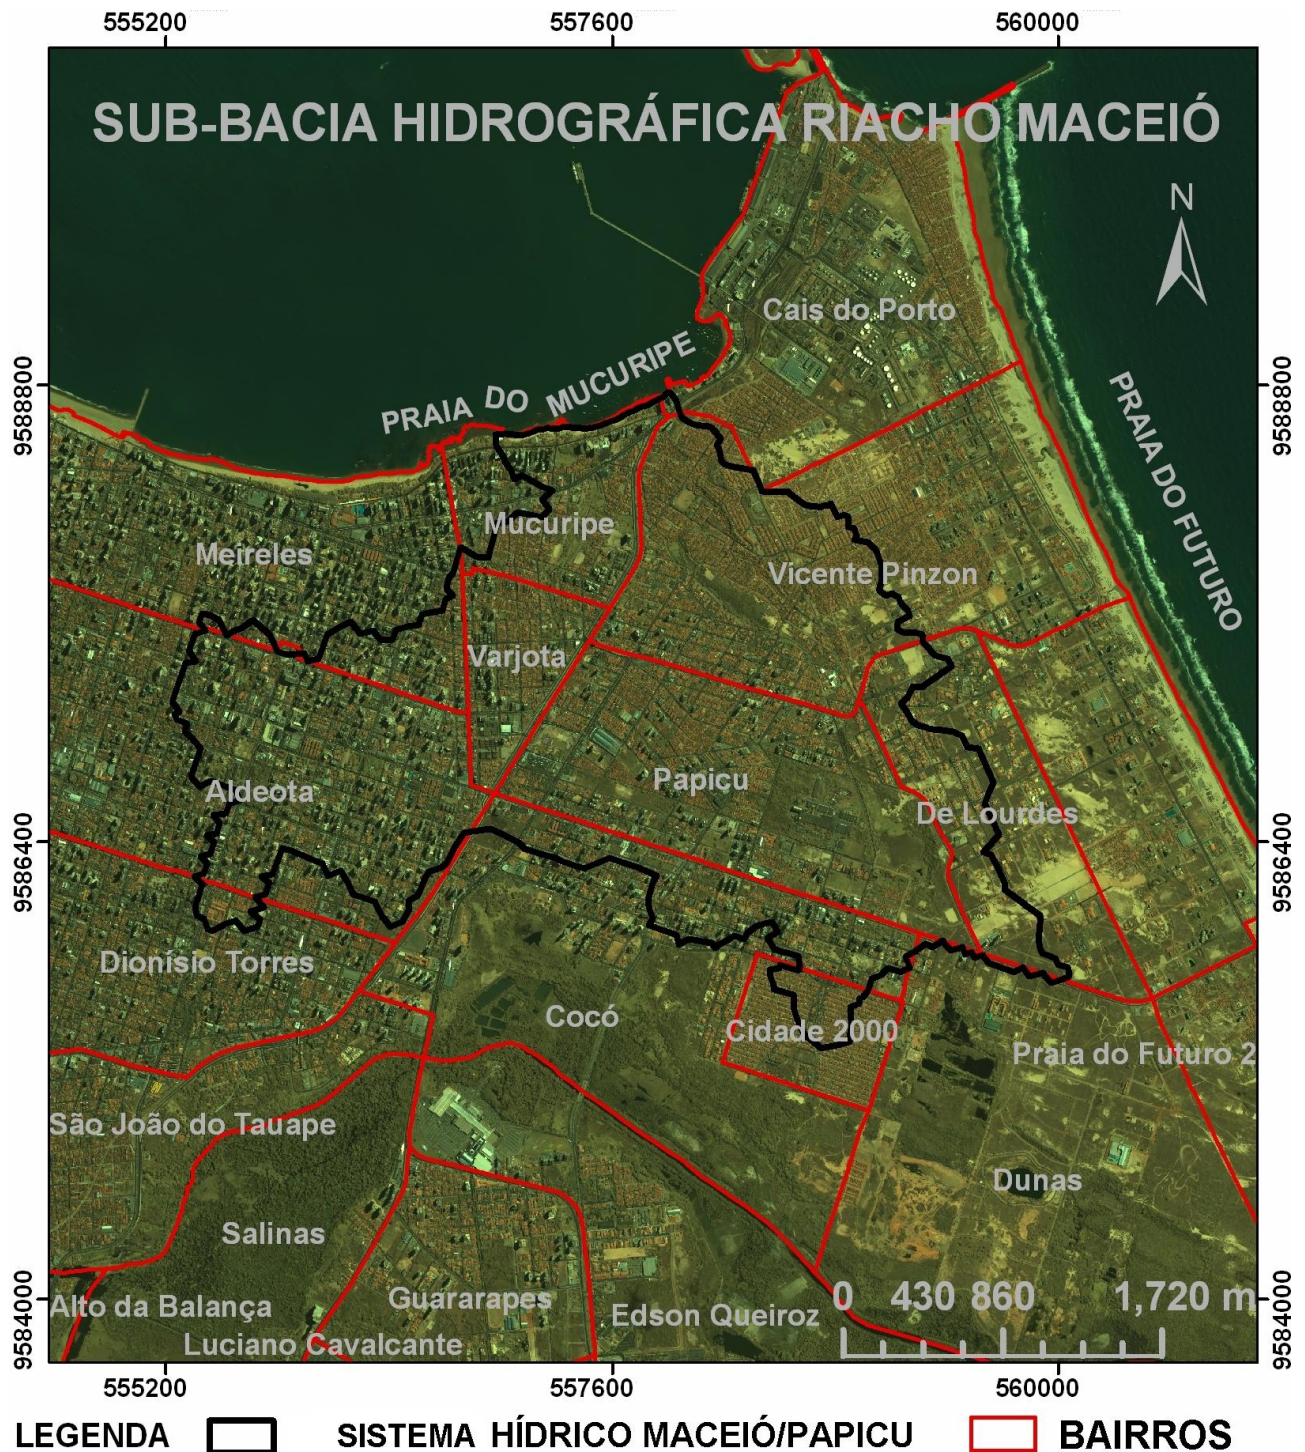 555200 557600 560000
SUB-BACIA HIDROGRÁFICA RIACHO MACEIÓ
N
Cais do Porto
9588800 9588800
PRAIA DO MUCURIPE
PRAIA DO FUTURO
Mucuripe
Meireles
Vicente Pinzon
Varjota
Papicu
Aldeota
De Lourdes
9586400 9586400
Dionísio Torres
Cocó
Cidade 2000
Praia do Futuro 2
São João do Tauape
Dunas
Salinas
Guararapes
Alto da Balança
Edson Queiroz
Luciano Cavalcante
0 430 860 1,720 m
9584000 9584000
555200 557600 560000
LEGENDA SISTEMA HÍDRICO MACEIÓ/PAPICU BAIRROS